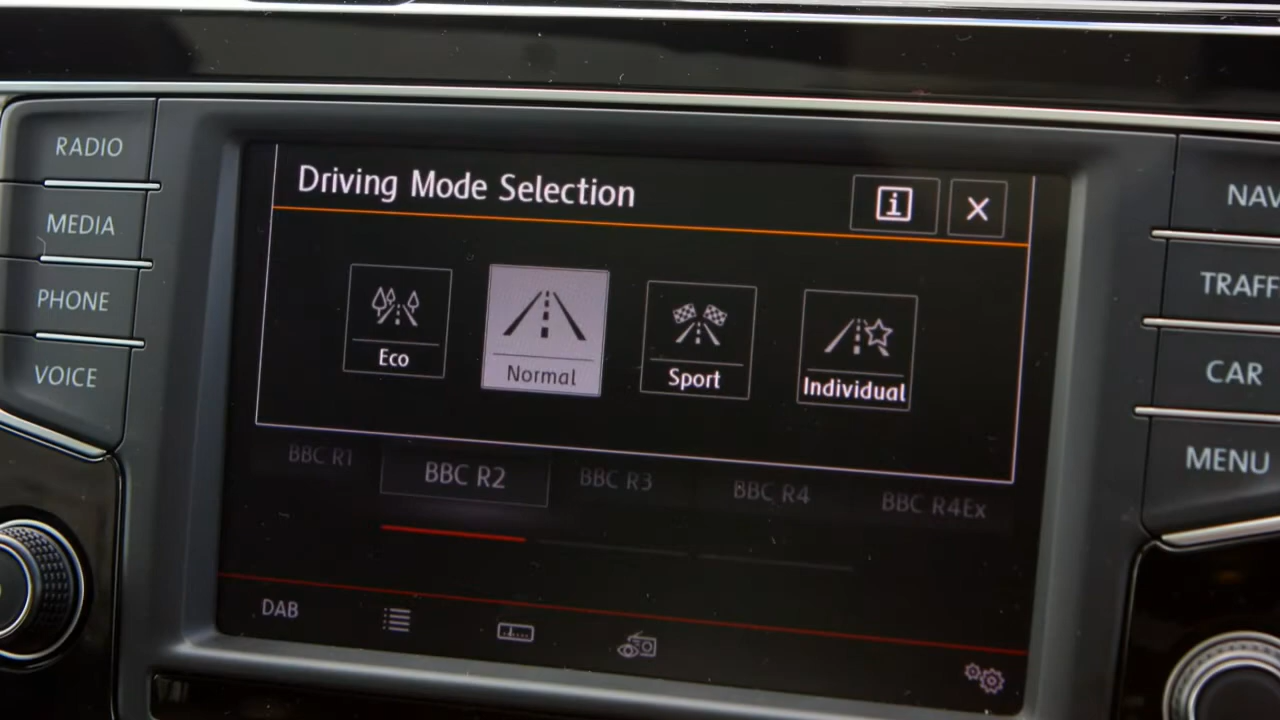 RADIO
MEDIA
PHONE
VOICE
Driving Mode Selection
i
Eco
Normal
Sport
Individual
BBC R1
BBC R2
BBC R3
BBC R4
BBC R4Ex
DAB
NAV
TRAFF
CAR
MENU